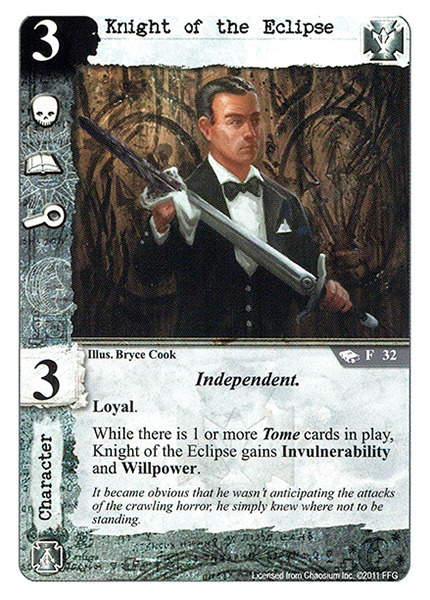 3
Knight of the Eclipse
Illus. Bryce Cook
F 32
3
Independent.
Loyal.
While there is 1 or more Tome cards in play,
Knight of the Eclipse gains Invulnerability
and Willpower.
It became obvious that he wasn't anticipating the attacks
of the crawling horror, he simply knew where not to be
standing.
Character
Licensed from Chaosium Inc. ©2011 FFG